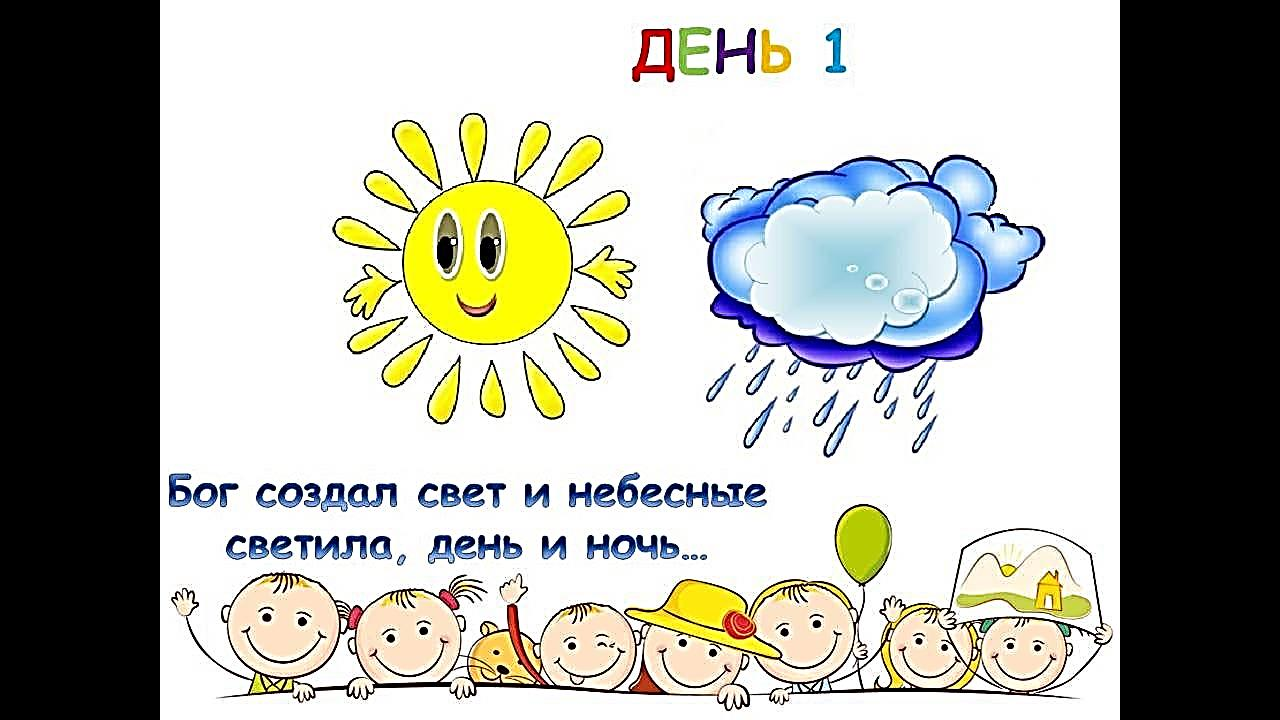 ДЕНЬ 1
Бог создал свет и небесные
светила, день и ночь...